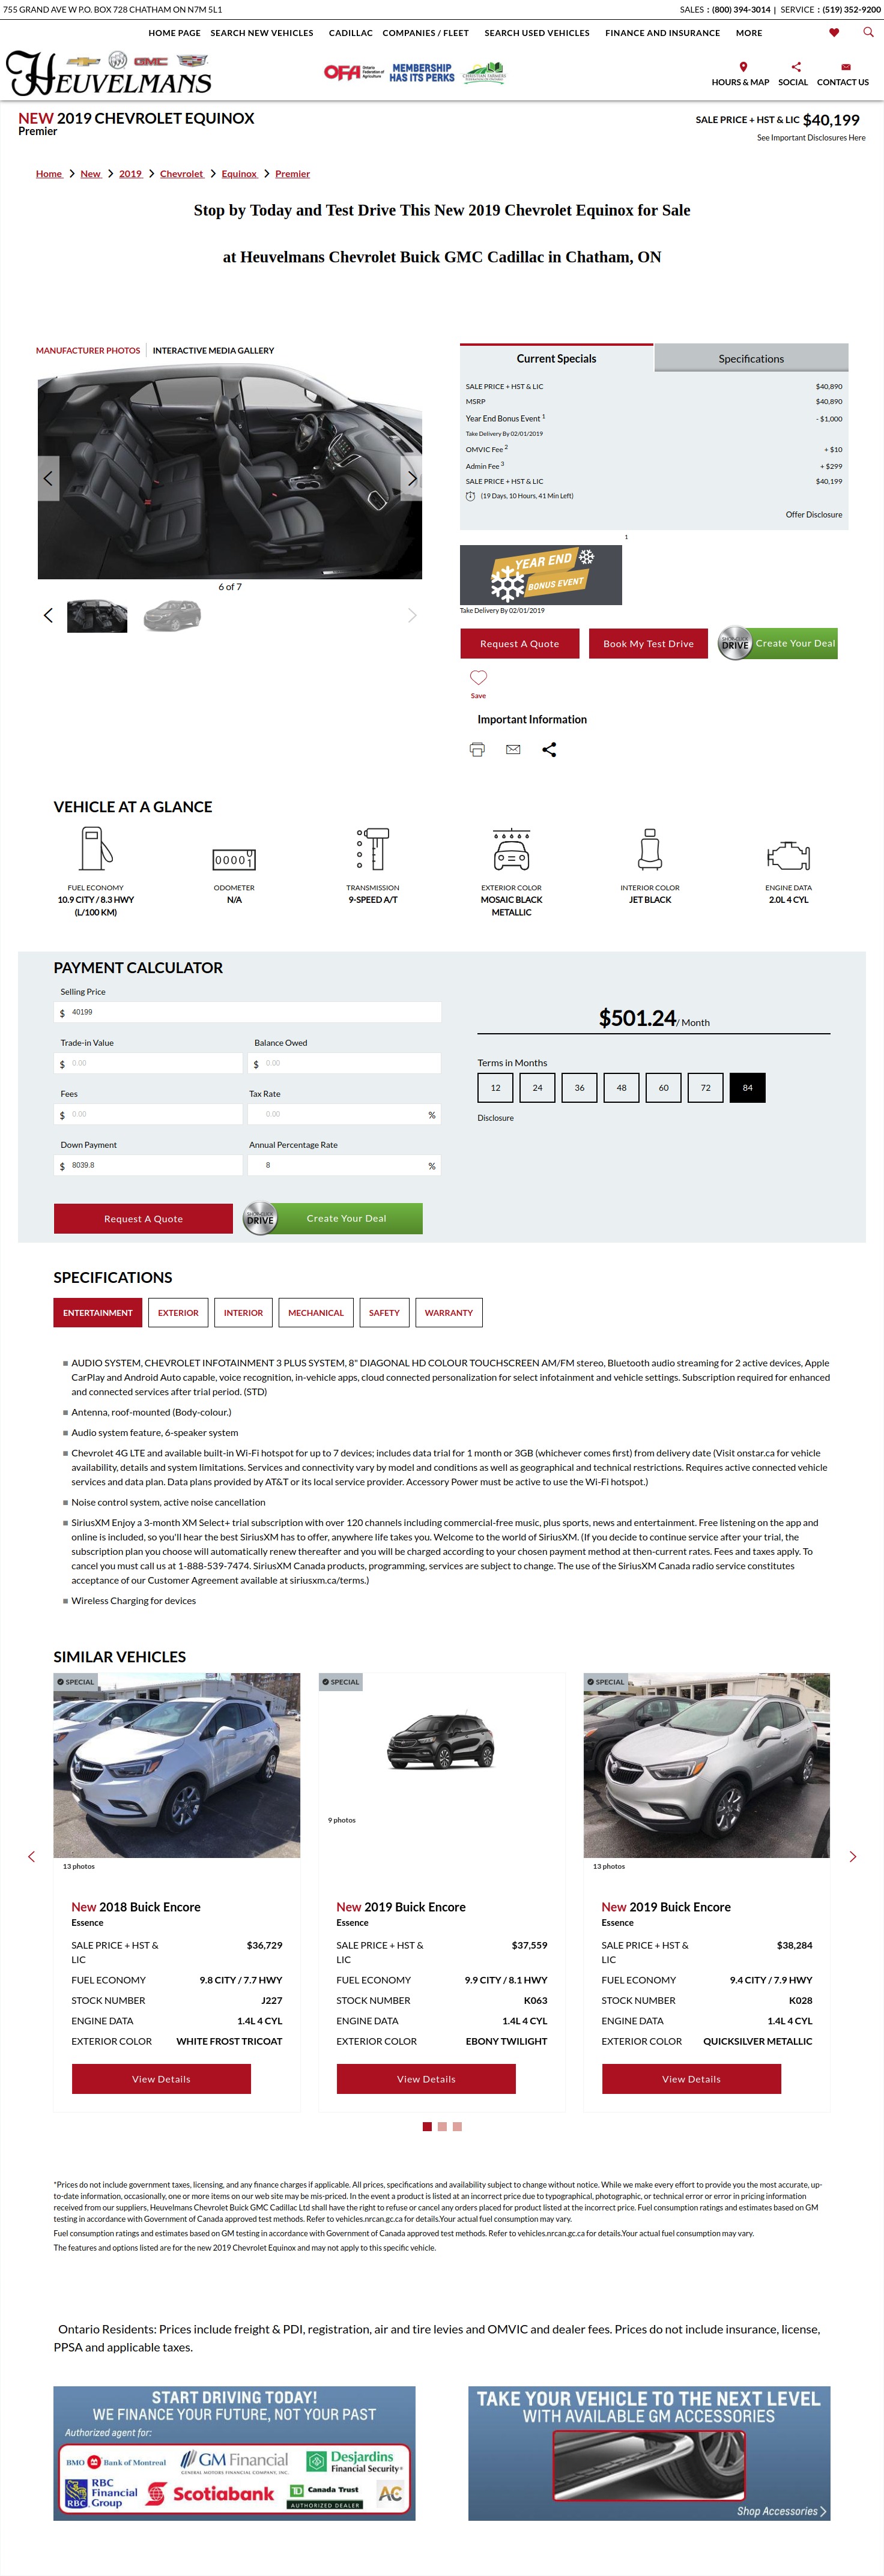 755 GRAND AVE W P.O. BOX 728 CHATHAM ON N7M 5L1
SALES : (800) 394-3014 | SERVICE : (519) 352-9200
HOME PAGE SEARCH NEW VEHICLES CADILLAC COMPANIES / FLEET SEARCH USED VEHICLES FINANCE AND INSURANCE MORE
GMC
HEUVELMANS
OFA Ontario Federation of Agriculture MEMBERSHIP HAS ITS PERKS
HOURS & MAP SOCIAL CONTACT US
NEW 2019 CHEVROLET EQUINOX
Premier
SALE PRICE + HST & LIC $40,199
See Important Disclosures Here
Home New 2019 Chevrolet Equinox Premier
Stop by Today and Test Drive This New 2019 Chevrolet Equinox for Sale
at Heuvelmans Chevrolet Buick GMC Cadillac in Chatham, ON
MANUFACTURER PHOTOS INTERACTIVE MEDIA GALLERY
6 of 7
Current Specials Specifications
SALE PRICE + HST & LIC $40,890
MSRP $40,890
Year End Bonus Event 1 - $1,000
Take Delivery By 02/01/2019
OMVIC Fee 2 + $10
Admin Fee 3 + $299
SALE PRICE + HST & LIC $40,199
(19 Days, 10 Hours, 41 Min Left)
Offer Disclosure
1
YEAR END
BONUS EVENT
Take Delivery By 02/01/2019
Request A Quote Book My Test Drive SHOP-CLICK DRIVE Create Your Deal
Save
Important Information
VEHICLE AT A GLANCE
00001
FUEL ECONOMY
10.9 CITY / 8.3 HWY
(L/100 KM)
ODOMETER
N/A
TRANSMISSION
9-SPEED A/T
EXTERIOR COLOR
MOSAIC BLACK
METALLIC
INTERIOR COLOR
JET BLACK
ENGINE DATA
2.0L 4 CYL
PAYMENT CALCULATOR
Selling Price
$ 40199
Trade-in Value Balance Owed
$ 0.00 $ 0.00
Fees Tax Rate
$ 0.00 0.00 %
Down Payment Annual Percentage Rate
$ 8039.8 8 %
$501.24/ Month
Terms in Months
12 24 36 48 60 72 84
Disclosure
Request A Quote SHOP-CLICK DRIVE Create Your Deal
SPECIFICATIONS
ENTERTAINMENT EXTERIOR INTERIOR MECHANICAL SAFETY WARRANTY
AUDIO SYSTEM, CHEVROLET INFOTAINMENT 3 PLUS SYSTEM, 8" DIAGONAL HD COLOUR TOUCHSCREEN AM/FM stereo, Bluetooth audio streaming for 2 active devices, Apple
CarPlay and Android Auto capable, voice recognition, in-vehicle apps, cloud connected personalization for select infotainment and vehicle settings. Subscription required for enhanced
and connected services after trial period. (STD)
Antenna, roof-mounted (Body-colour.)
Audio system feature, 6-speaker system
Chevrolet 4G LTE and available built-in Wi-Fi hotspot for up to 7 devices; includes data trial for 1 month or 3GB (whichever comes first) from delivery date (Visit onstar.ca for vehicle
availability, details and system limitations. Services and connectivity vary by model and conditions as well as geographical and technical restrictions. Requires active connected vehicle
services and data plan. Data plans provided by AT&T or its local service provider. Accessory Power must be active to use the Wi-Fi hotspot.)
Noise control system, active noise cancellation
SiriusXM Enjoy a 3-month XM Select+ trial subscription with over 120 channels including commercial-free music, plus sports, news and entertainment. Free listening on the app and
online is included, so you'll hear the best SiriusXM has to offer, anywhere life takes you. Welcome to the world of SiriusXM. (If you decide to continue service after your trial, the
subscription plan you choose will automatically renew thereafter and you will be charged according to your chosen payment method at then-current rates. Fees and taxes apply. To
cancel you must call us at 1-888-539-7474. SiriusXM Canada products, programming, services are subject to change. The use of the SiriusXM Canada radio service constitutes
acceptance of our Customer Agreement available at siriusxm.ca/terms.)
Wireless Charging for devices
SIMILAR VEHICLES
SPECIAL
13 photos
New 2018 Buick Encore
Essence
SALE PRICE + HST & LIC $36,729
FUEL ECONOMY 9.8 CITY / 7.7 HWY
STOCK NUMBER J227
ENGINE DATA 1.4L 4 CYL
EXTERIOR COLOR WHITE FROST TRICOAT
View Details
SPECIAL
9 photos
New 2019 Buick Encore
Essence
SALE PRICE + HST & LIC $37,559
FUEL ECONOMY 9.9 CITY / 8.1 HWY
STOCK NUMBER K063
ENGINE DATA 1.4L 4 CYL
EXTERIOR COLOR EBONY TWILIGHT
View Details
SPECIAL
13 photos
New 2019 Buick Encore
Essence
SALE PRICE + HST & LIC $38,284
FUEL ECONOMY 9.4 CITY / 7.9 HWY
STOCK NUMBER K028
ENGINE DATA 1.4L 4 CYL
EXTERIOR COLOR QUICKSILVER METALLIC
View Details
*Prices do not include government taxes, licensing, and any finance charges if applicable. All prices, specifications and availability subject to change without notice. While we make every effort to provide you the most accurate, up-
to-date information, occasionally, one or more items on our web site may be mis-priced. In the event a product is listed at an incorrect price due to typographical, photographic, or technical error or error in pricing information
received from our suppliers, Heuvelmans Chevrolet Buick GMC Cadillac Ltd shall have the right to refuse or cancel any orders placed for product listed at the incorrect price. Fuel consumption ratings and estimates based on GM
testing in accordance with Government of Canada approved test methods. Refer to vehicles.nrcan.gc.ca for details.Your actual fuel consumption may vary.
Fuel consumption ratings and estimates based on GM testing in accordance with Government of Canada approved test methods. Refer to vehicles.nrcan.gc.ca for details.Your actual fuel consumption may vary.
The features and options listed are for the new 2019 Chevrolet Equinox and may not apply to this specific vehicle.
Ontario Residents: Prices include freight & PDI, registration, air and tire levies and OMVIC and dealer fees. Prices do not include insurance, license,
PPSA and applicable taxes.
START DRIVING TODAY!
WE FINANCE YOUR FUTURE, NOT YOUR PAST
Authorized agent for:
BMO Bank of Montreal GM Financial Desjardins Financial Security
GENERAL MOTORS FINANCIAL COMPANY, INC.
RBC RBC Financial Group Scotiabank TD Canada Trust AC
AUTHORIZED DEALER
TAKE YOUR VEHICLE TO THE NEXT LEVEL
WITH AVAILABLE GM ACCESSORIES
Shop Accessories